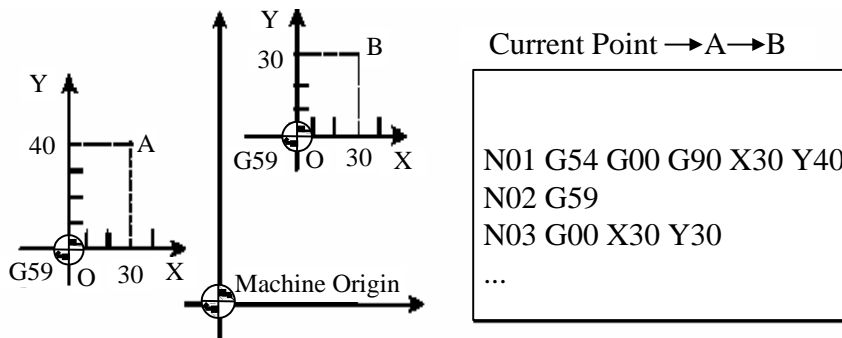 Y
40
A
G59
O
30
X
Y
30
B
G59
O
30
X
Machine Origin
Current Point →A→B
N01 G54 G00 G90 X30 Y40
N02 G59
N03 G00 X30 Y30
...